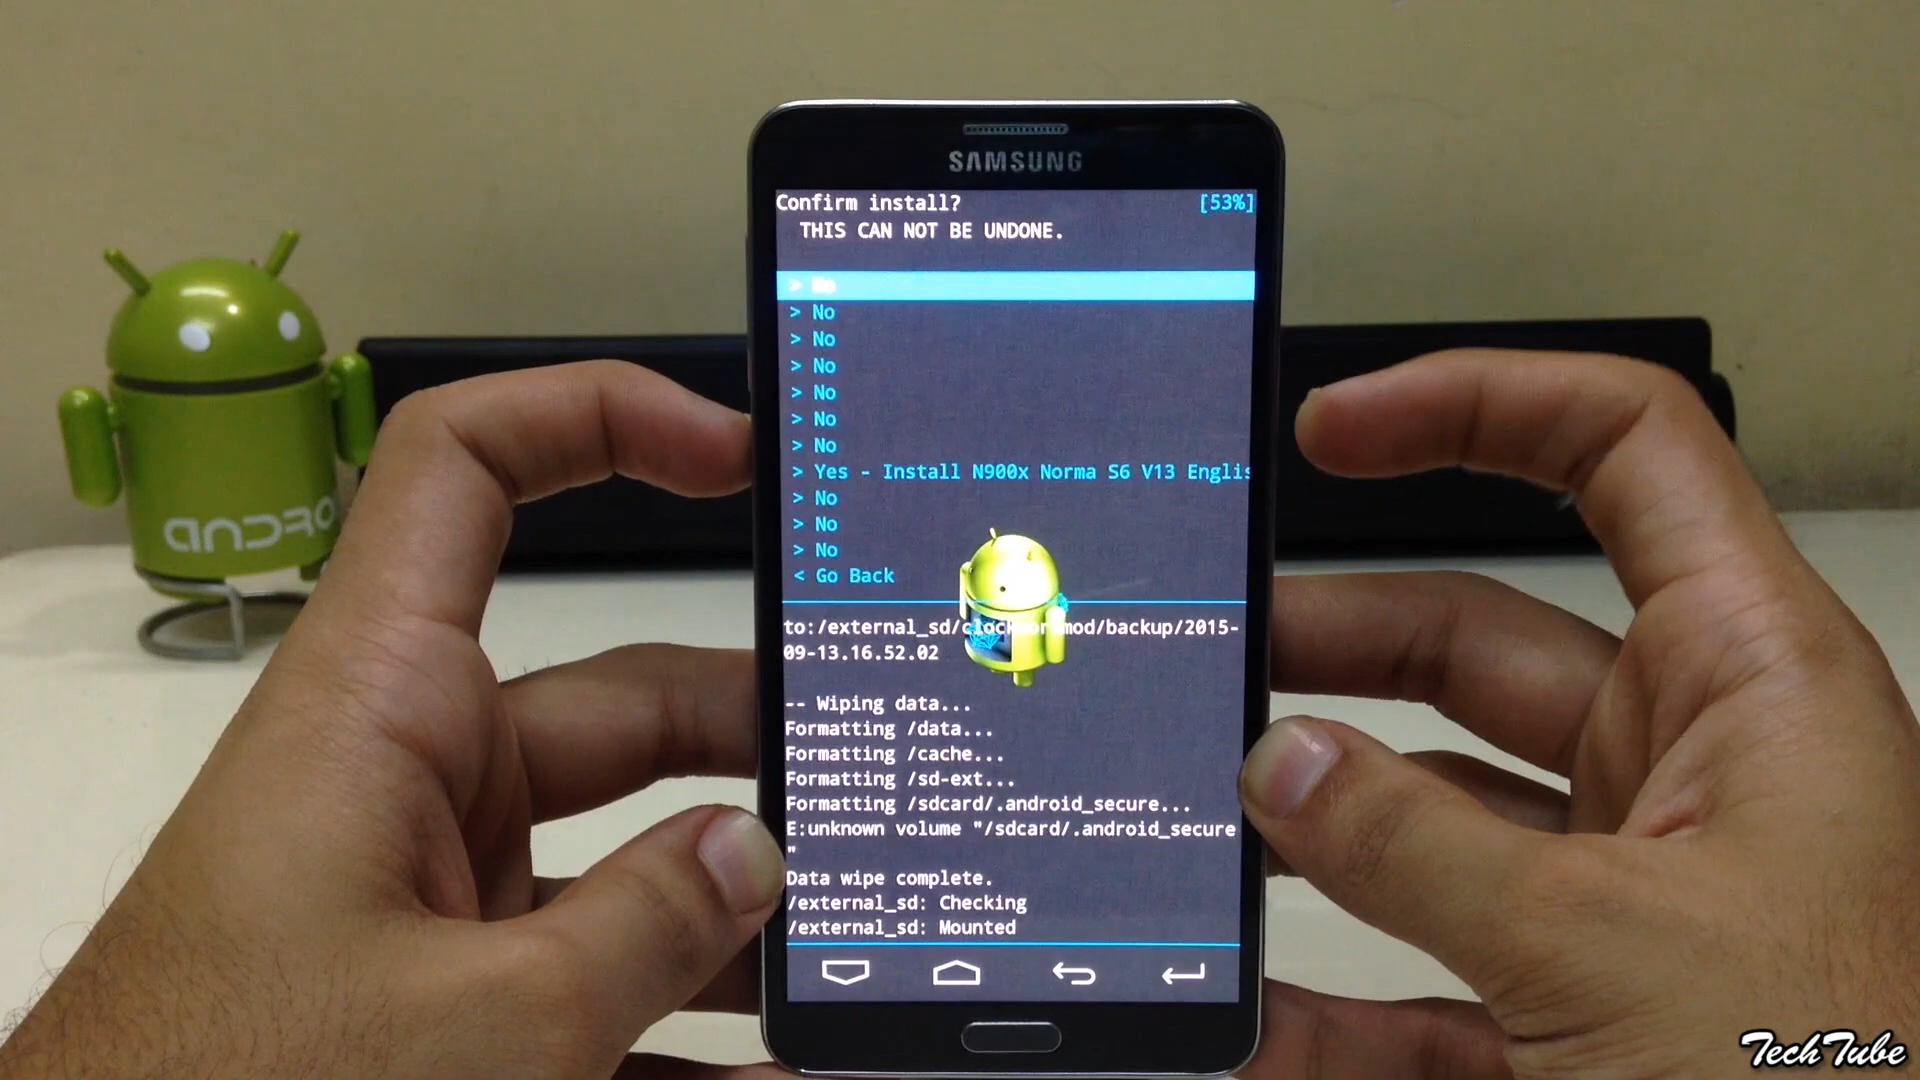 SAMSUNG
Confirm install? [53%]
THIS CAN NOT BE UNDONE.
> No
> No
> No
> No
> No
> No
> No
> Yes - Install N900x Norma S6 V13 Englis
> No
> No
> No
< Go Back
ANDRO
to:/external_sd/clockworkmod/backup/2015-
09-13.16.52.02
-- Wiping data...
Formatting /data...
Formatting /cache...
Formatting /sd-ext...
Formatting /sdcard/.android_secure...
E:unknown volume "/sdcard/.android_secure
"
Data wipe complete.
/external_sd: Checking
/external_sd: Mounted
TechTube